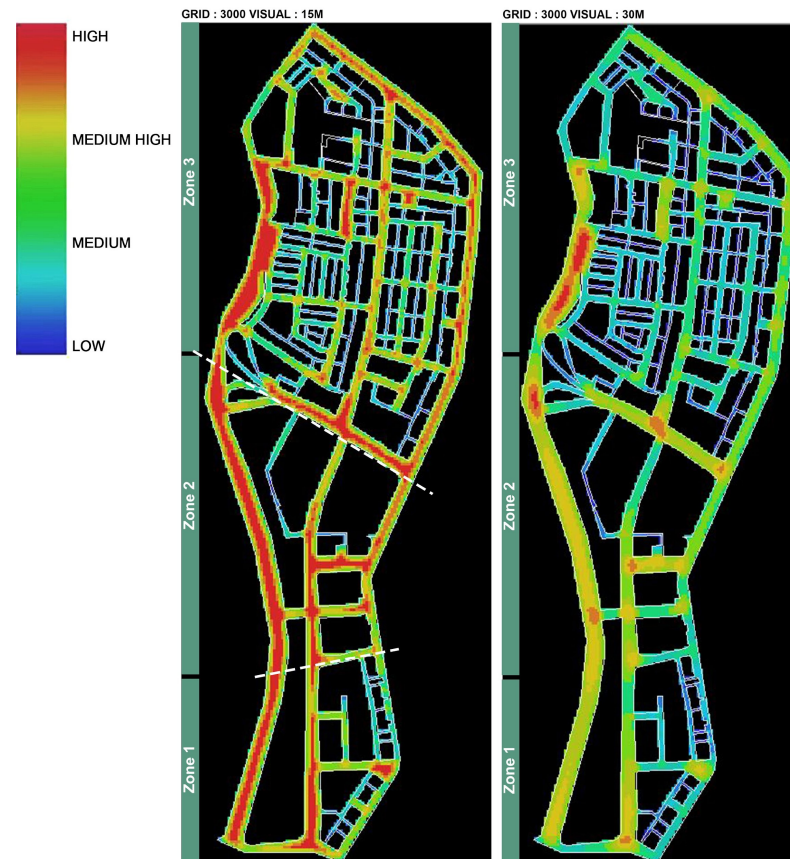 GRID : 3000 VISUAL : 15M
GRID : 3000 VISUAL : 30M
HIGH
MEDIUM HIGH
MEDIUM
LOW
Zone 3
Zone 2
Zone 1
Zone 3
Zone 2
Zone 1